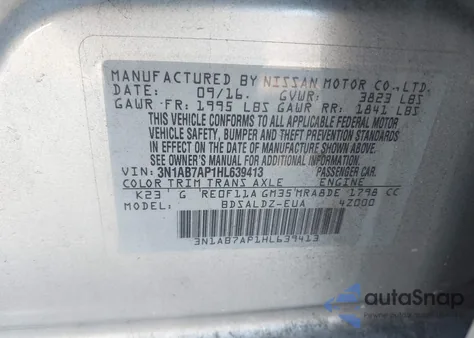 MANUFACTURED BY NISSAN MOTOR CO.,LTD.
DATE: 09/16 GVWR: 3823 LBS
GAWR FR: 1995 LBS GAWR RR: 1841 LBS
THIS VEHICLE CONFORMS TO ALL APPLICABLE FEDERAL MOTOR
VEHICLE SAFETY, BUMPER AND THEFT PREVENTION STANDARDS
IN EFFECT ON THE DATE OF MANUFACTURE SHOWN ABOVE.
SEE OWNER'S MANUAL FOR ADDITIONAL INFORMATION.
VIN: 3N1AB7AP1HL639413 PASSENGER CAR.
COLOR TRIM TRANS AXLE ENGINE
K23 G RE0F11A GM35 MRA8DE 1798 CC
MODEL: BDSALDZ-EUA 4Z000
3N1AB7AP1HL639413
autoSnap